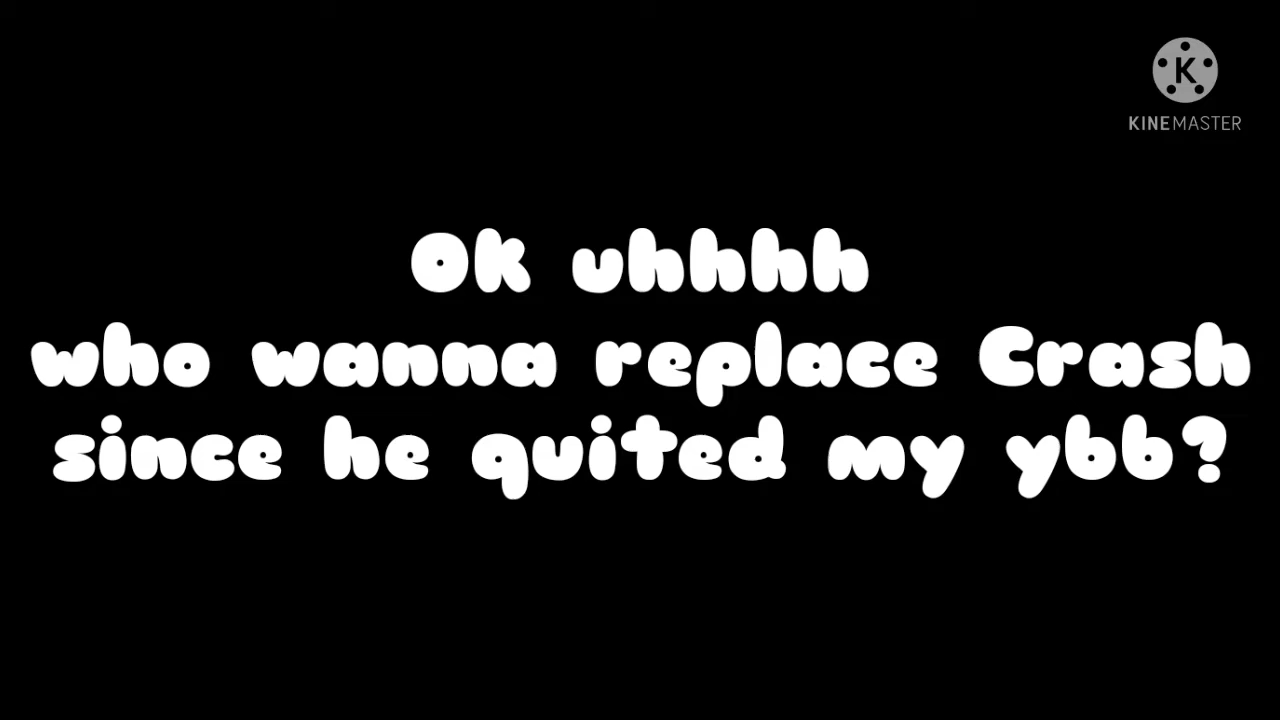 K
KINEMASTER
Ok uhhhh
who wanna replace Crash
since he quited my ybb?